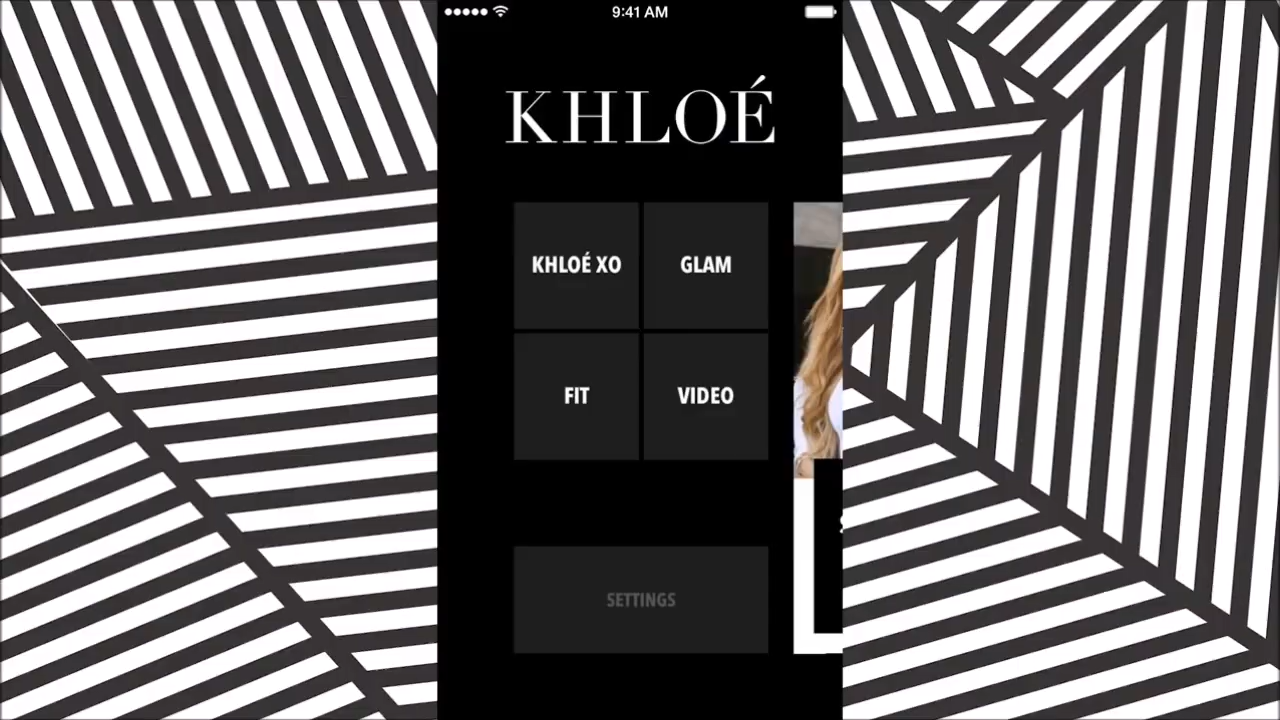 9:41 AM
KHLOÉ
KHLOÉ XO
GLAM
FIT
VIDEO
SETTINGS